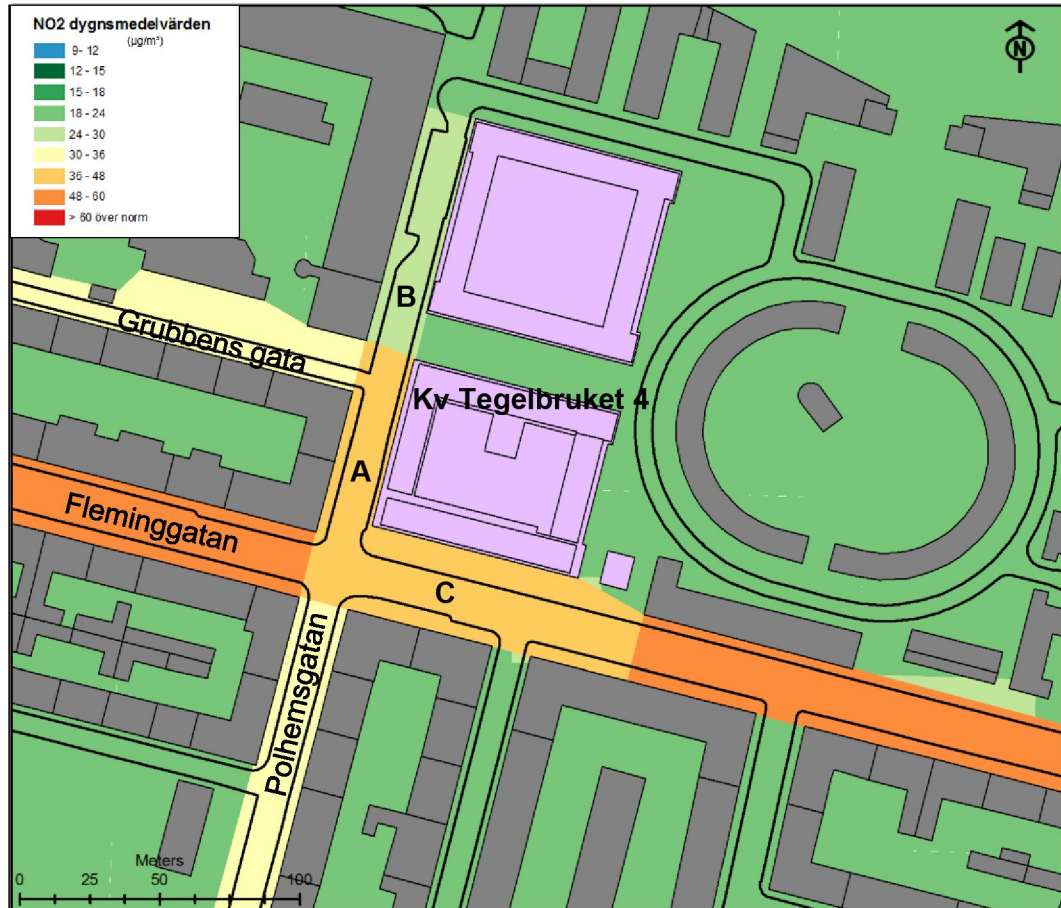 NO2 dygnsmedelvärden
(µg/m³)
9- 12
12 - 15
15 - 18
18 - 24
24 - 30
30 - 36
36 - 48
48 - 60
> 60 över norm
N
B
Grubbens gata
Kv Tegelbruket 4
A
Fleminggatan
C
Polhemsgatan
Meters
0 25 50 100